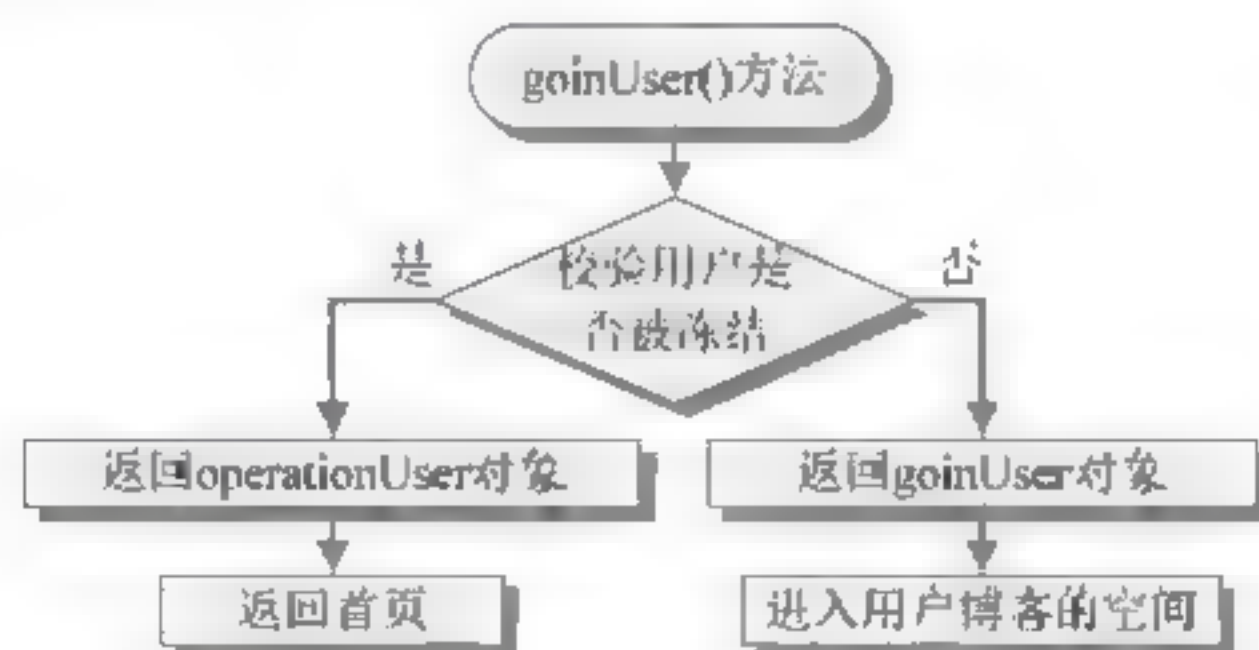 goinUser()方法
是
否
校验用户是
否被冻结
返回operationUser对象
返回goinUser对象
返回首页
进入用户博客的空间